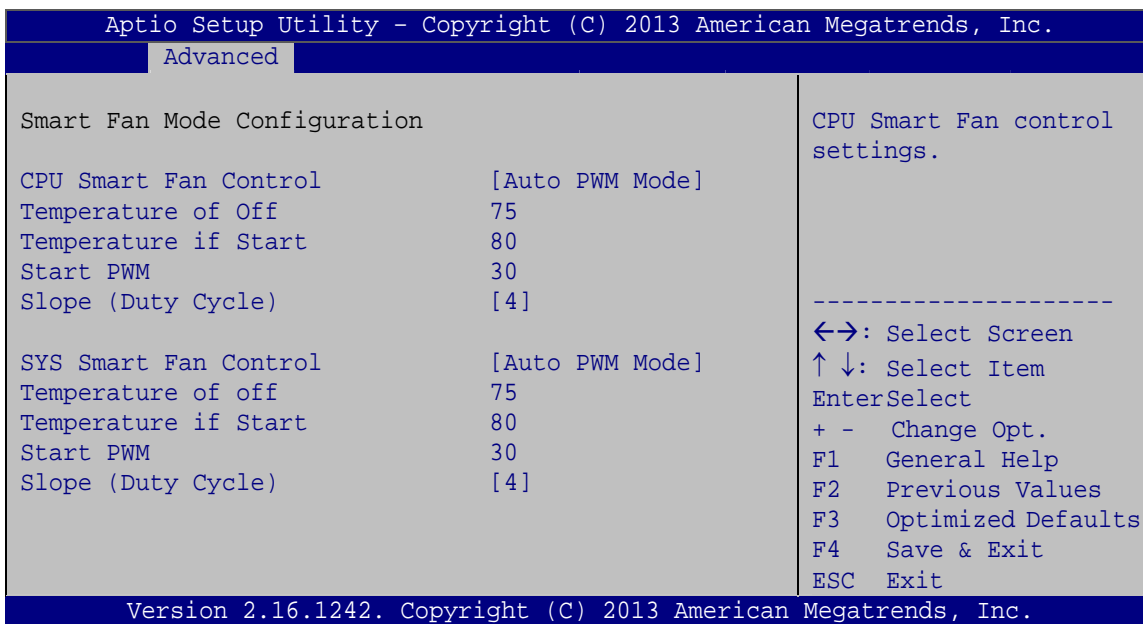 Aptio Setup Utility – Copyright (C) 2013 American Megatrends, Inc.
Advanced
Smart Fan Mode Configuration
CPU Smart Fan Control [Auto PWM Mode]
Temperature of Off 75
Temperature if Start 80
Start PWM 30
Slope (Duty Cycle) [4]
SYS Smart Fan Control [Auto PWM Mode]
Temperature of off 75
Temperature if Start 80
Start PWM 30
Slope (Duty Cycle) [4]
CPU Smart Fan control
settings.
---------------------
←→: Select Screen
↑ ↓: Select Item
EnterSelect
+ - Change Opt.
F1 General Help
F2 Previous Values
F3 Optimized Defaults
F4 Save & Exit
ESC Exit
Version 2.16.1242. Copyright (C) 2013 American Megatrends, Inc.